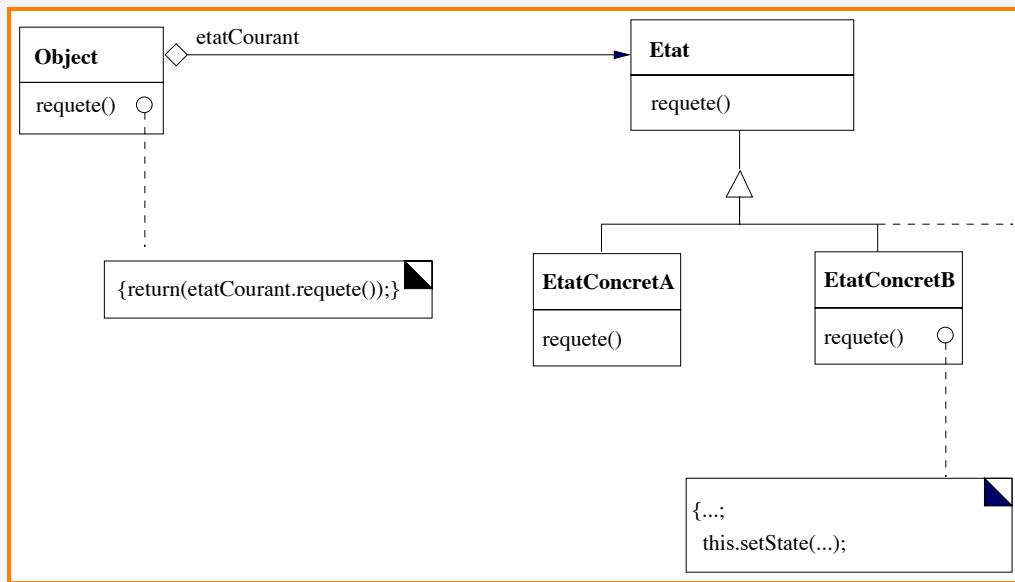 Object
requete()
etatCourant
Etat
requete()
{return(etatCourant.requete());}
EtatConcretA
requete()
EtatConcretB
requete()
{...;
this.setState(...);